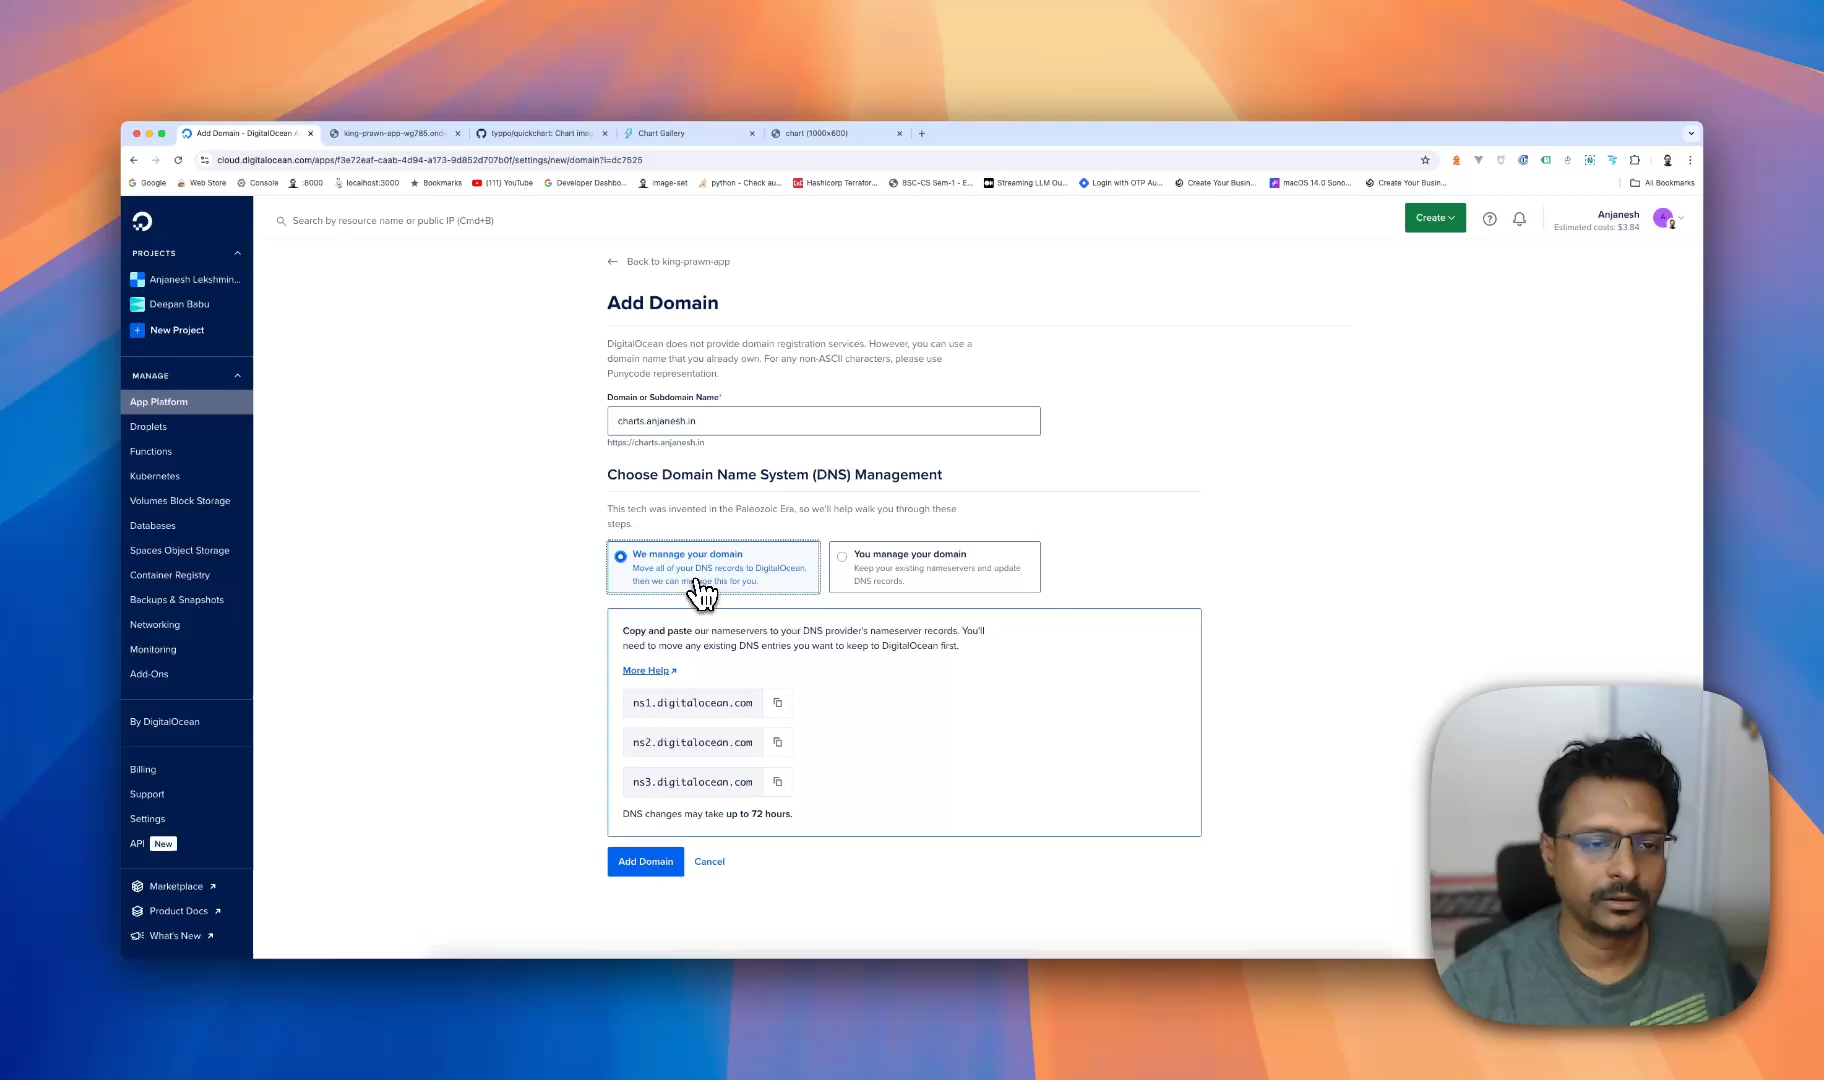 Add Domain - DigitalOcean A
king-prawn-app-wg785.ond
typpo/quickchart: Chart imag
Chart Gallery
chart (1000×600)
cloud.digitalocean.com/apps/f3e72eaf-caab-4d94-a173-9d852d707b0f/settings/new/domain?i=dc7525
Google
Web Store
Console
:8000
localhost:3000
Bookmarks
(111) YouTube
Developer Dashbo...
image-set
python - Check au...
Hashicorp Terrafor...
BSC-CS Sem-1 - E...
Streaming LLM Ou...
Login with OTP Au...
Create Your Busin...
macOS 14.0 Sono...
Create Your Busin...
All Bookmarks
Search by resource name or public IP (Cmd+B)
Create
Anjanesh
Estimated costs: $3.84
A
PROJECTS
Anjanesh Lekshmin...
Deepan Babu
New Project
MANAGE
App Platform
Droplets
Functions
Kubernetes
Volumes Block Storage
Databases
Spaces Object Storage
Container Registry
Backups & Snapshots
Networking
Monitoring
Add-Ons
By DigitalOcean
Billing
Support
Settings
API New
Marketplace
Product Docs
What's New
Back to king-prawn-app
Add Domain
DigitalOcean does not provide domain registration services. However, you can use a
domain name that you already own. For any non-ASCII characters, please use
Punycode representation.
Domain or Subdomain Name*
charts.anjanesh.in
https://charts.anjanesh.in
Choose Domain Name System (DNS) Management
This tech was invented in the Paleozoic Era, so we'll help walk you through these
steps.
We manage your domain
Move all of your DNS records to DigitalOcean,
then we can manage this for you.
You manage your domain
Keep your existing nameservers and update
DNS records.
Copy and paste our nameservers to your DNS provider's nameserver records. You'll
need to move any existing DNS entries you want to keep to DigitalOcean first.
More Help
ns1.digitalocean.com
ns2.digitalocean.com
ns3.digitalocean.com
DNS changes may take up to 72 hours.
Add Domain
Cancel